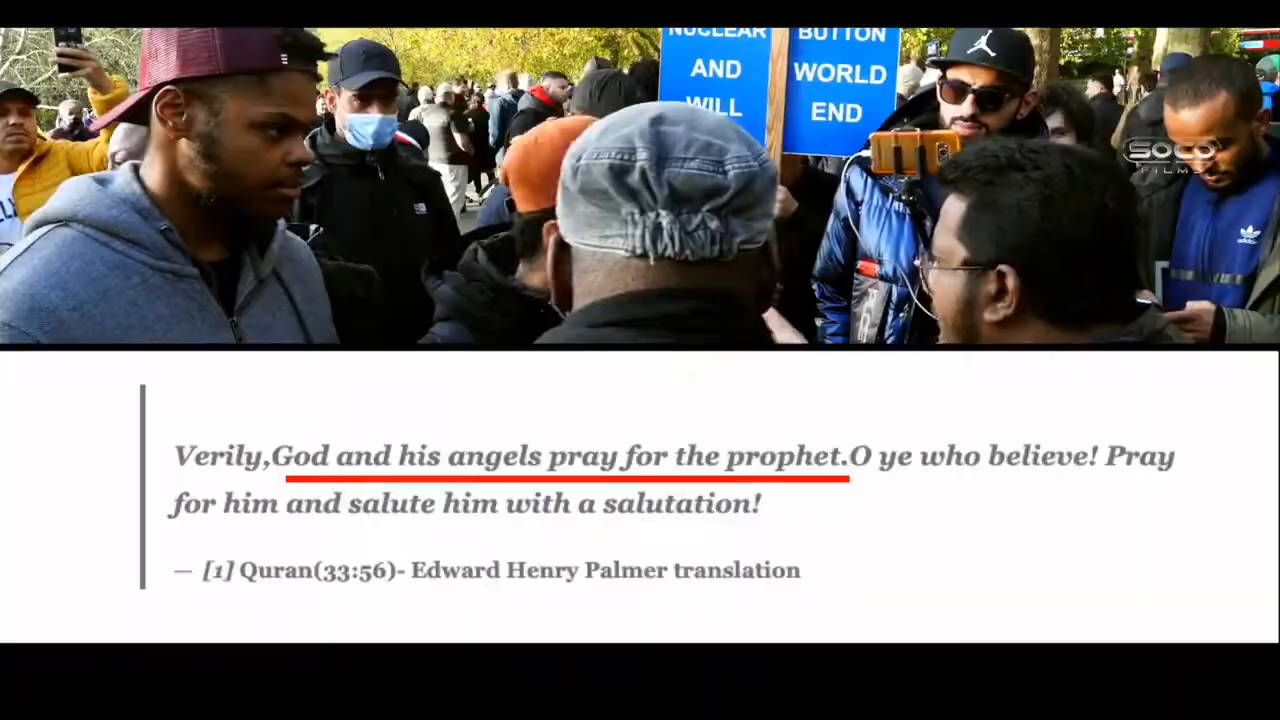 NUCLEAR
AND
WILL
BUTTON
WORLD
END
SOCO
FILMS
adidas
Verily,God and his angels pray for the prophet.O ye who believe! Pray
for him and salute him with a salutation!
— [1] Quran(33:56)- Edward Henry Palmer translation